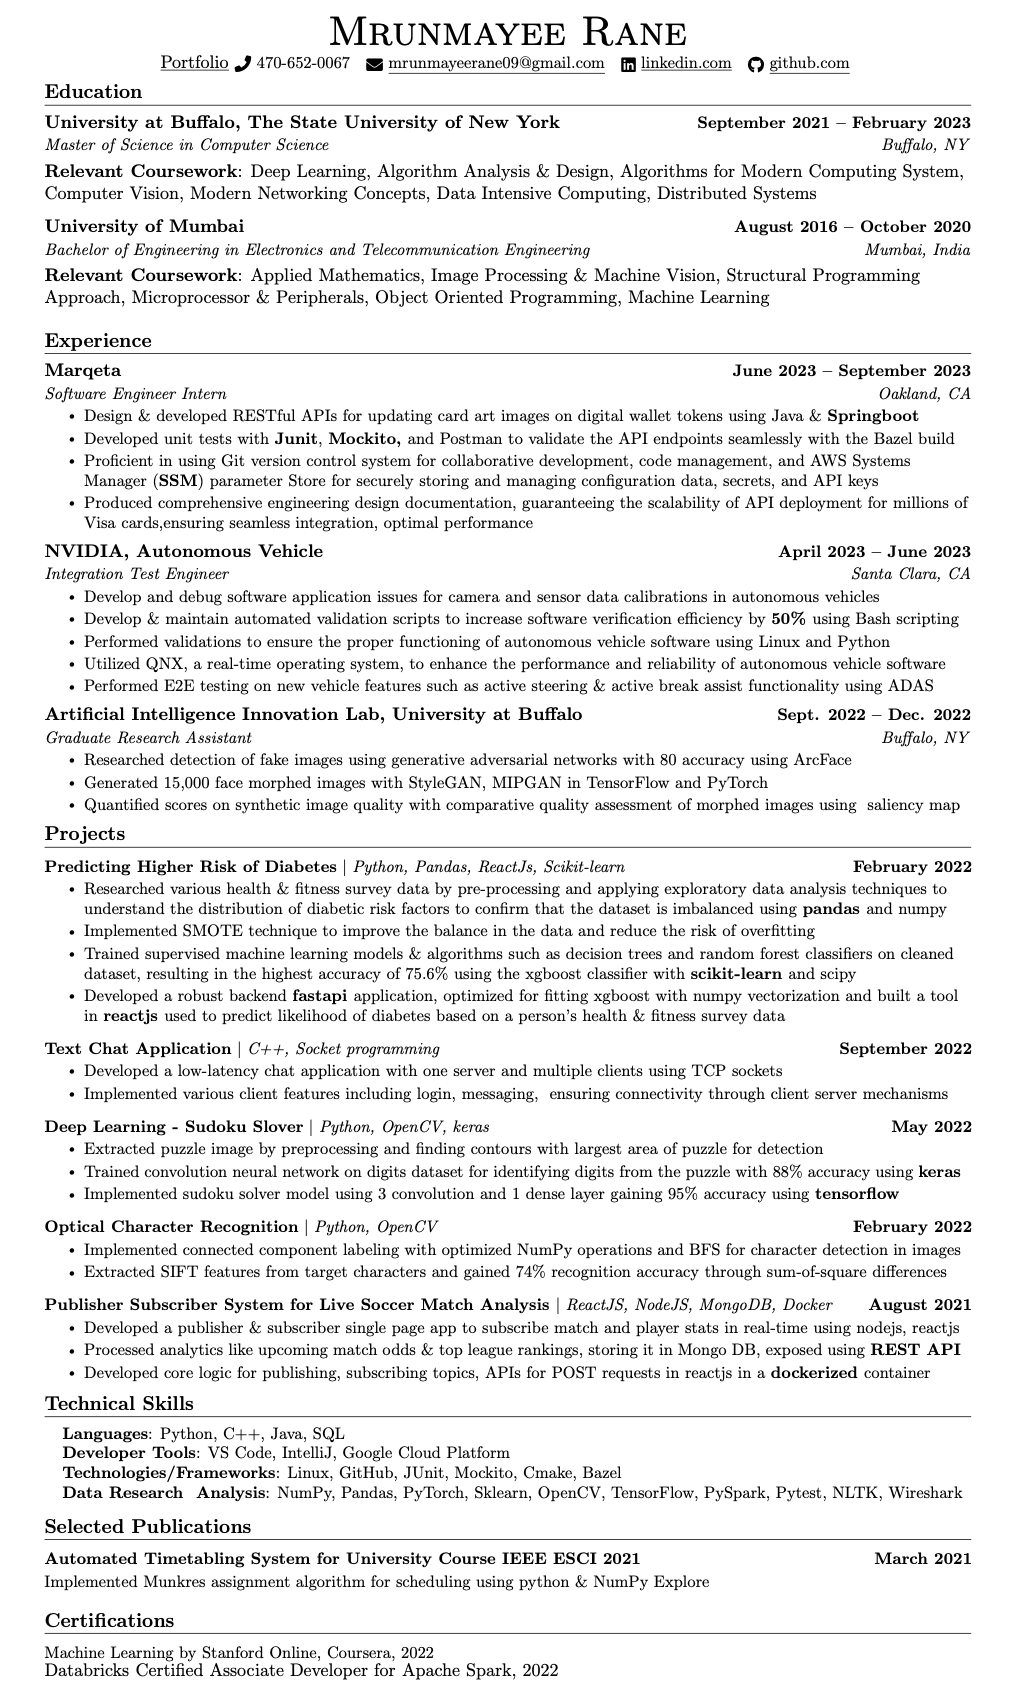 Mrunmayee Rane
Portfolio 470-652-0067 mrunmayeerane09@gmail.com linkedin.com github.com
Education
University at Buffalo, The State University of New York September 2021 – February 2023
Master of Science in Computer Science Buffalo, NY
Relevant Coursework: Deep Learning, Algorithm Analysis & Design, Algorithms for Modern Computing System,
Computer Vision, Modern Networking Concepts, Data Intensive Computing, Distributed Systems
University of Mumbai August 2016 – October 2020
Bachelor of Engineering in Electronics and Telecommunication Engineering Mumbai, India
Relevant Coursework: Applied Mathematics, Image Processing & Machine Vision, Structural Programming
Approach, Microprocessor & Peripherals, Object Oriented Programming, Machine Learning
Experience
Marqeta June 2023 – September 2023
Software Engineer Intern Oakland, CA
• Design & developed RESTful APIs for updating card art images on digital wallet tokens using Java & Springboot
• Developed unit tests with Junit, Mockito, and Postman to validate the API endpoints seamlessly with the Bazel build
• Proficient in using Git version control system for collaborative development, code management, and AWS Systems
Manager (SSM) parameter Store for securely storing and managing configuration data, secrets, and API keys
• Produced comprehensive engineering design documentation, guaranteeing the scalability of API deployment for millions of
Visa cards,ensuring seamless integration, optimal performance
NVIDIA, Autonomous Vehicle April 2023 – June 2023
Integration Test Engineer Santa Clara, CA
• Develop and debug software application issues for camera and sensor data calibrations in autonomous vehicles
• Develop & maintain automated validation scripts to increase software verification efficiency by 50% using Bash scripting
• Performed validations to ensure the proper functioning of autonomous vehicle software using Linux and Python
• Utilized QNX, a real-time operating system, to enhance the performance and reliability of autonomous vehicle software
• Performed E2E testing on new vehicle features such as active steering & active break assist functionality using ADAS
Artificial Intelligence Innovation Lab, University at Buffalo Sept. 2022 – Dec. 2022
Graduate Research Assistant Buffalo, NY
• Researched detection of fake images using generative adversarial networks with 80 accuracy using ArcFace
• Generated 15,000 face morphed images with StyleGAN, MIPGAN in TensorFlow and PyTorch
• Quantified scores on synthetic image quality with comparative quality assessment of morphed images using saliency map
Projects
Predicting Higher Risk of Diabetes | Python, Pandas, ReactJs, Scikit-learn February 2022
• Researched various health & fitness survey data by pre-processing and applying exploratory data analysis techniques to
understand the distribution of diabetic risk factors to confirm that the dataset is imbalanced using pandas and numpy
• Implemented SMOTE technique to improve the balance in the data and reduce the risk of overfitting
• Trained supervised machine learning models & algorithms such as decision trees and random forest classifiers on cleaned
dataset, resulting in the highest accuracy of 75.6% using the xgboost classifier with scikit-learn and scipy
• Developed a robust backend fastapi application, optimized for fitting xgboost with numpy vectorization and built a tool
in reactjs used to predict likelihood of diabetes based on a person's health & fitness survey data
Text Chat Application | C++, Socket programming September 2022
• Developed a low-latency chat application with one server and multiple clients using TCP sockets
• Implemented various client features including login, messaging, ensuring connectivity through client server mechanisms
Deep Learning - Sudoku Slover | Python, OpenCV, keras May 2022
• Extracted puzzle image by preprocessing and finding contours with largest area of puzzle for detection
• Trained convolution neural network on digits dataset for identifying digits from the puzzle with 88% accuracy using keras
• Implemented sudoku solver model using 3 convolution and 1 dense layer gaining 95% accuracy using tensorflow
Optical Character Recognition | Python, OpenCV February 2022
• Implemented connected component labeling with optimized NumPy operations and BFS for character detection in images
• Extracted SIFT features from target characters and gained 74% recognition accuracy through sum-of-square differences
Publisher Subscriber System for Live Soccer Match Analysis | ReactJS, NodeJS, MongoDB, Docker August 2021
• Developed a publisher & subscriber single page app to subscribe match and player stats in real-time using nodejs, reactjs
• Processed analytics like upcoming match odds & top league rankings, storing it in Mongo DB, exposed using REST API
• Developed core logic for publishing, subscribing topics, APIs for POST requests in reactjs in a dockerized container
Technical Skills
Languages: Python, C++, Java, SQL
Developer Tools: VS Code, IntelliJ, Google Cloud Platform
Technologies/Frameworks: Linux, GitHub, JUnit, Mockito, Cmake, Bazel
Data Research Analysis: NumPy, Pandas, PyTorch, Sklearn, OpenCV, TensorFlow, PySpark, Pytest, NLTK, Wireshark
Selected Publications
Automated Timetabling System for University Course IEEE ESCI 2021 March 2021
Implemented Munkres assignment algorithm for scheduling using python & NumPy Explore
Certifications
Machine Learning by Stanford Online, Coursera, 2022
Databricks Certified Associate Developer for Apache Spark, 2022